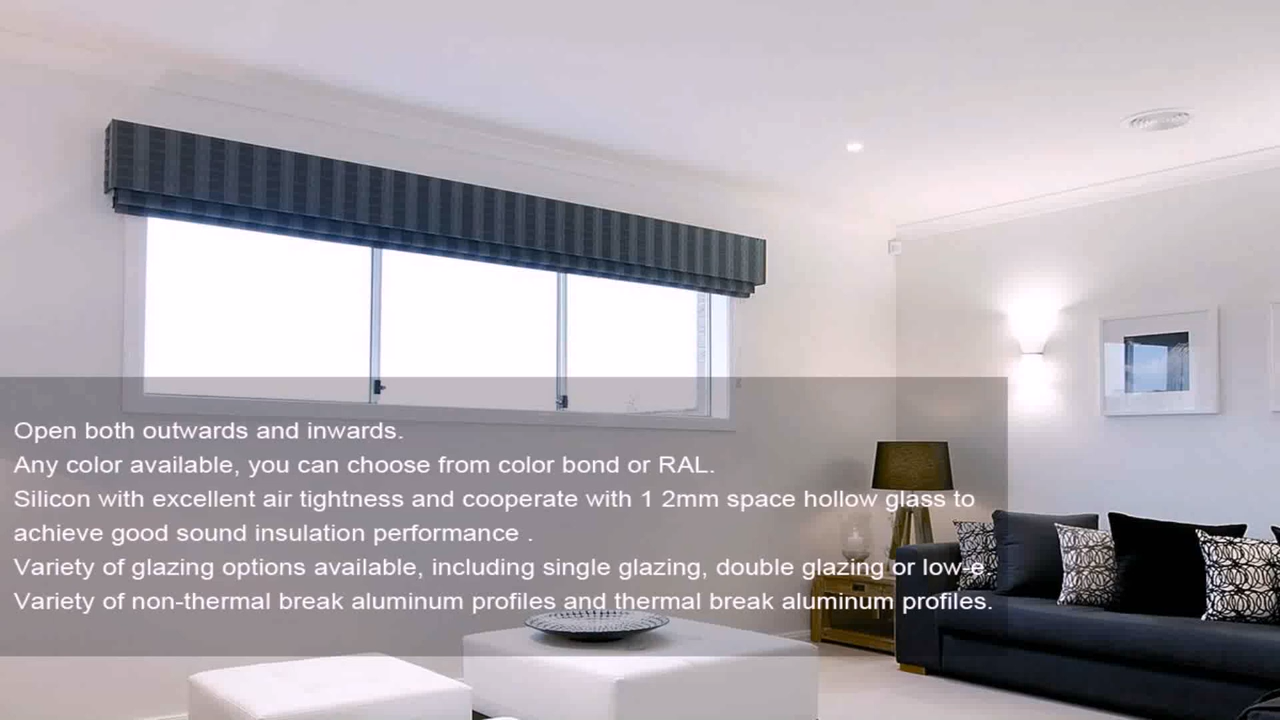 Open both outwards and inwards.
Any color available, you can choose from color bond or RAL.
Silicon with excellent air tightness and cooperate with 1 2mm space hollow glass to
achieve good sound insulation performance .
Variety of glazing options available, including single glazing, double glazing or low-e
Variety of non-thermal break aluminum profiles and thermal break aluminum profiles.